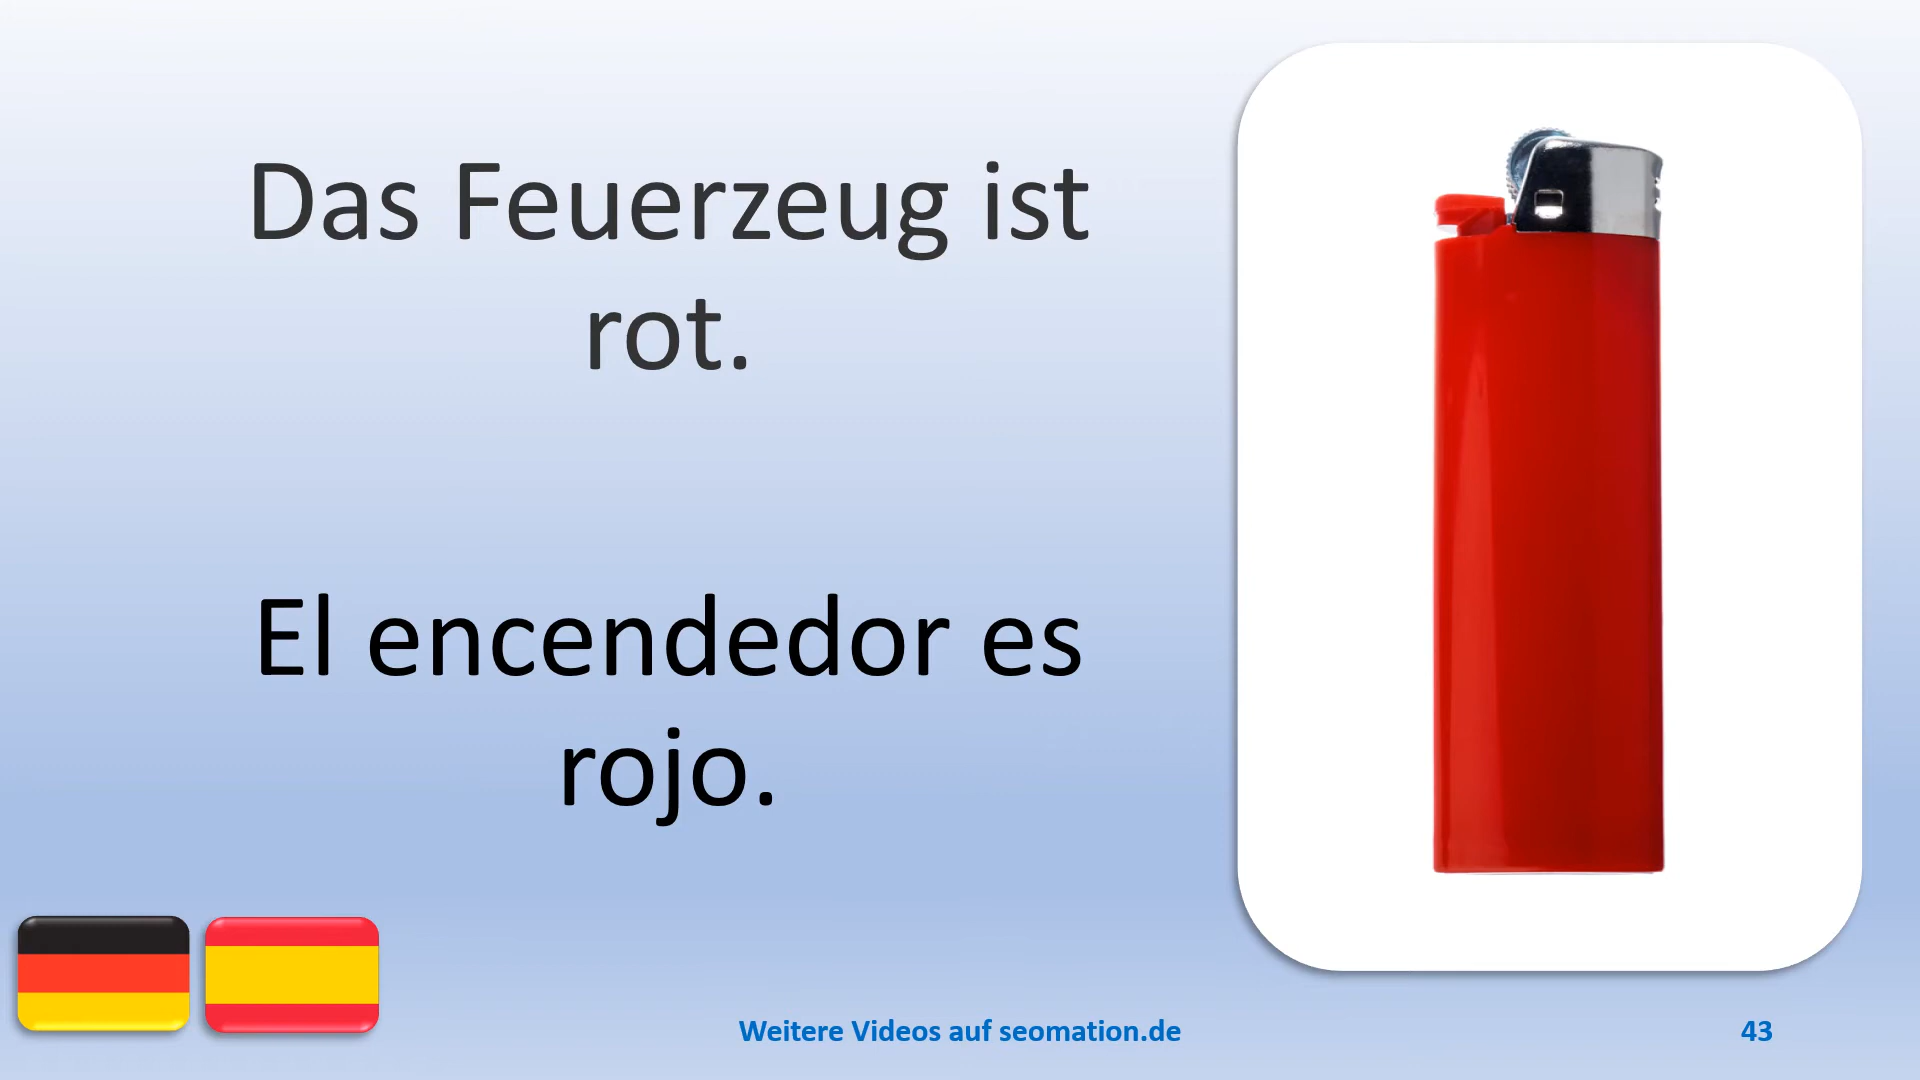 Das Feuerzeug ist
rot.
El encendedor es
rojo.
Weitere Videos auf seomation.de
43